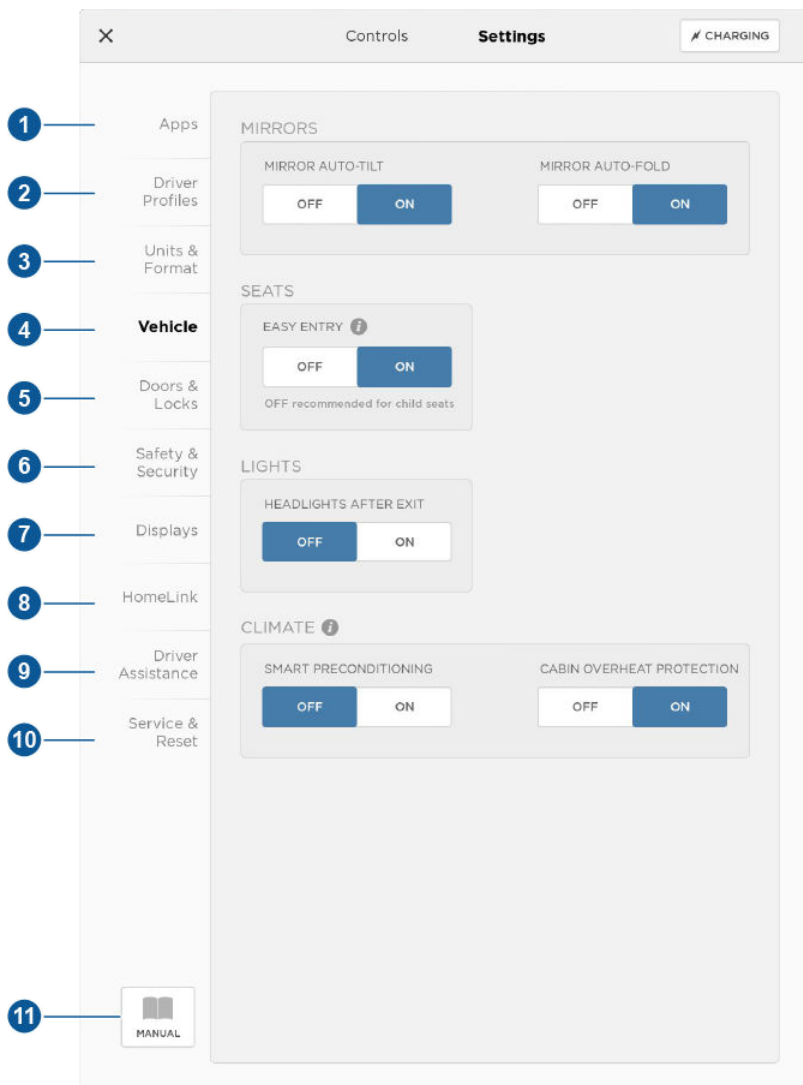 Controls
Settings
CHARGING
1
Apps
2
Driver
Profiles
3
Units &
Format
4
Vehicle
5
Doors &
Locks
6
Safety &
Security
7
Displays
8
HomeLink
9
Driver
Assistance
10
Service &
Reset
11
MANUAL
MIRRORS
MIRROR AUTO-TILT
OFF ON
MIRROR AUTO-FOLD
OFF ON
SEATS
EASY ENTRY i
OFF ON
OFF recommended for child seats
LIGHTS
HEADLIGHTS AFTER EXIT
OFF ON
CLIMATE i
SMART PRECONDITIONING
OFF ON
CABIN OVERHEAT PROTECTION
OFF ON